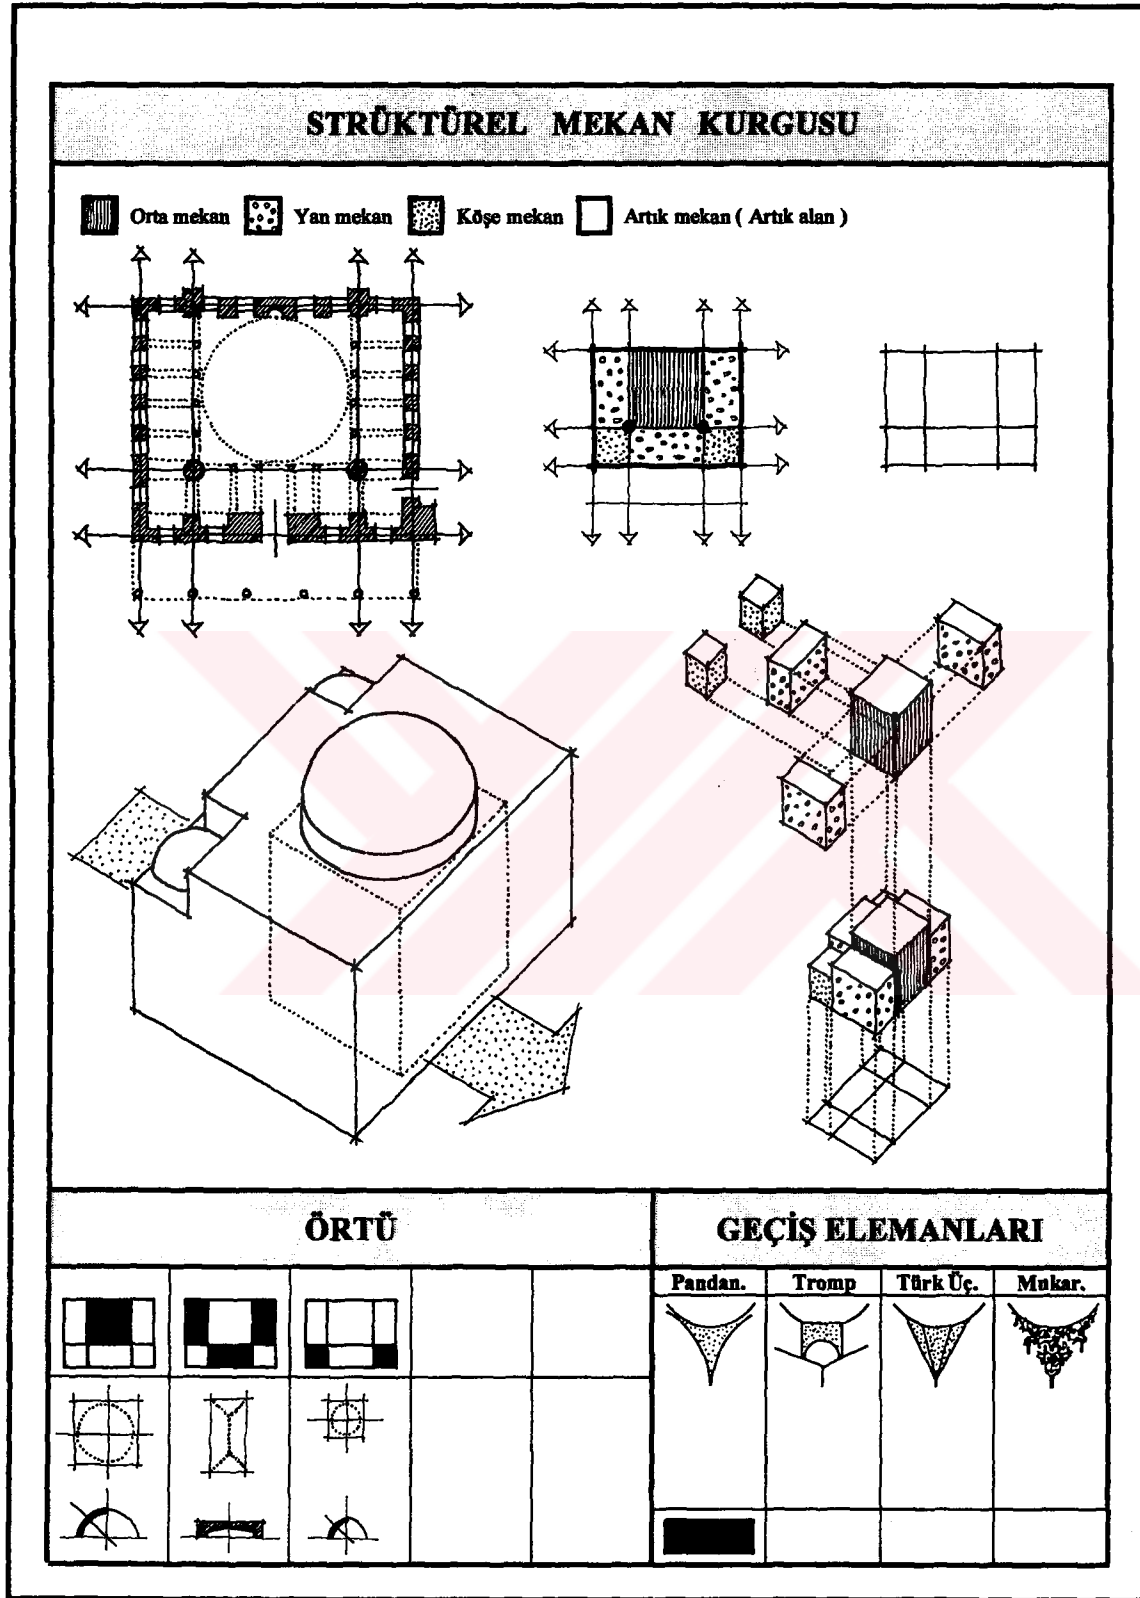 STRÜKTÜREL MEKAN KURGUSU
Orta mekan Yan mekan Köşe mekan Artık mekan ( Artık alan )
ÖRTÜ
GEÇİŞ ELEMANLARI
Pandan. Tromp Türk Üç. Mukar.